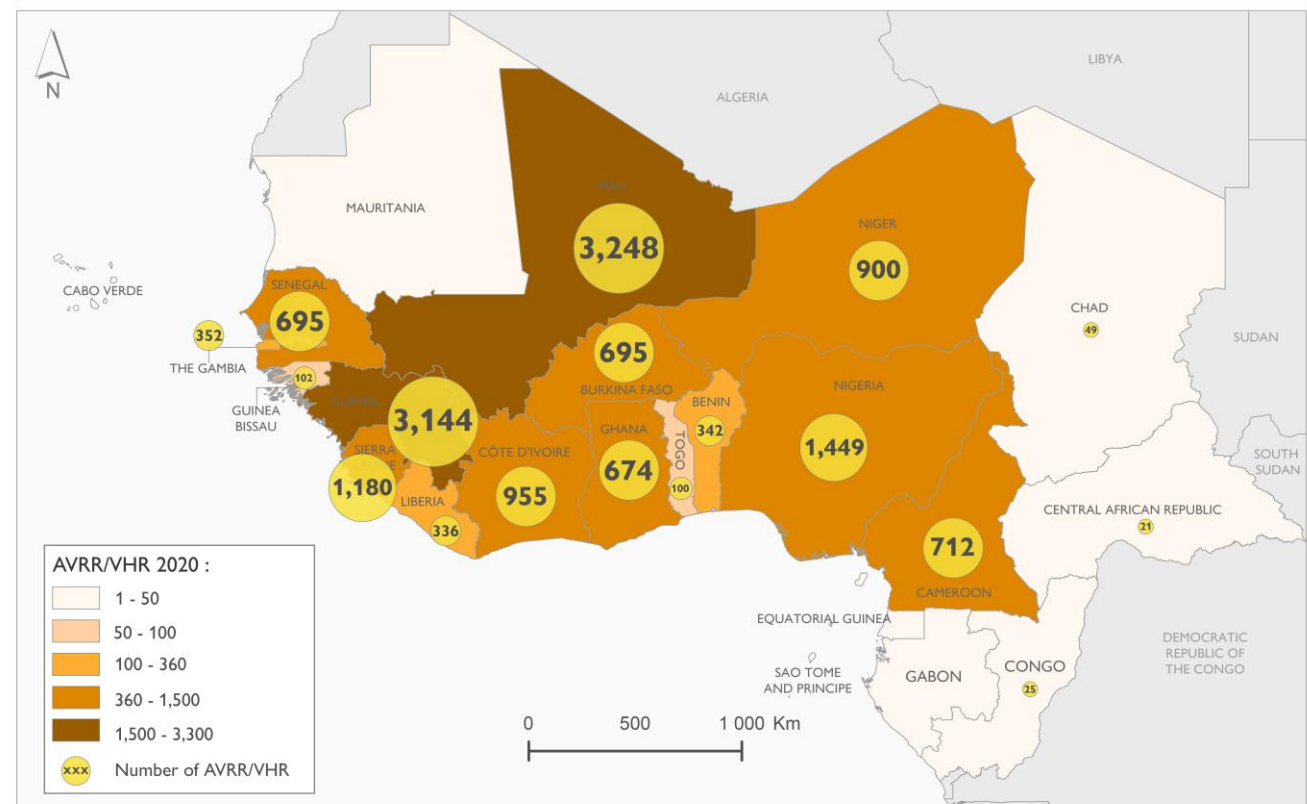 N
LIBYA
ALGERIA
MALI
MAURITANIA
3,248
NIGER
900
CABO VERDE
SENEGAL
695
CHAD
49
352
THE GAMBIA
SUDAN
102
695
BURKINA FASO
NIGERIA
GUINEA
BISSAU
GUINEA
3,144
BENIN
342
GHANA
674
TOGO
100
1,449
SIERRA
LEONE
1,180
CÔTE D'IVOIRE
955
SOUTH
SUDAN
LIBERIA
336
CENTRAL AFRICAN REPUBLIC
21
712
CAMEROON
EQUATORIAL GUINEA
SAO TOME
AND PRINCIPE
GABON
CONGO
25
DEMOCRATIC
REPUBLIC OF
THE CONGO
AVRR/VHR 2020 :
1 - 50
50 - 100
100 - 360
360 - 1,500
1,500 - 3,300
xxx Number of AVRR/VHR
0 500 1 000 Km